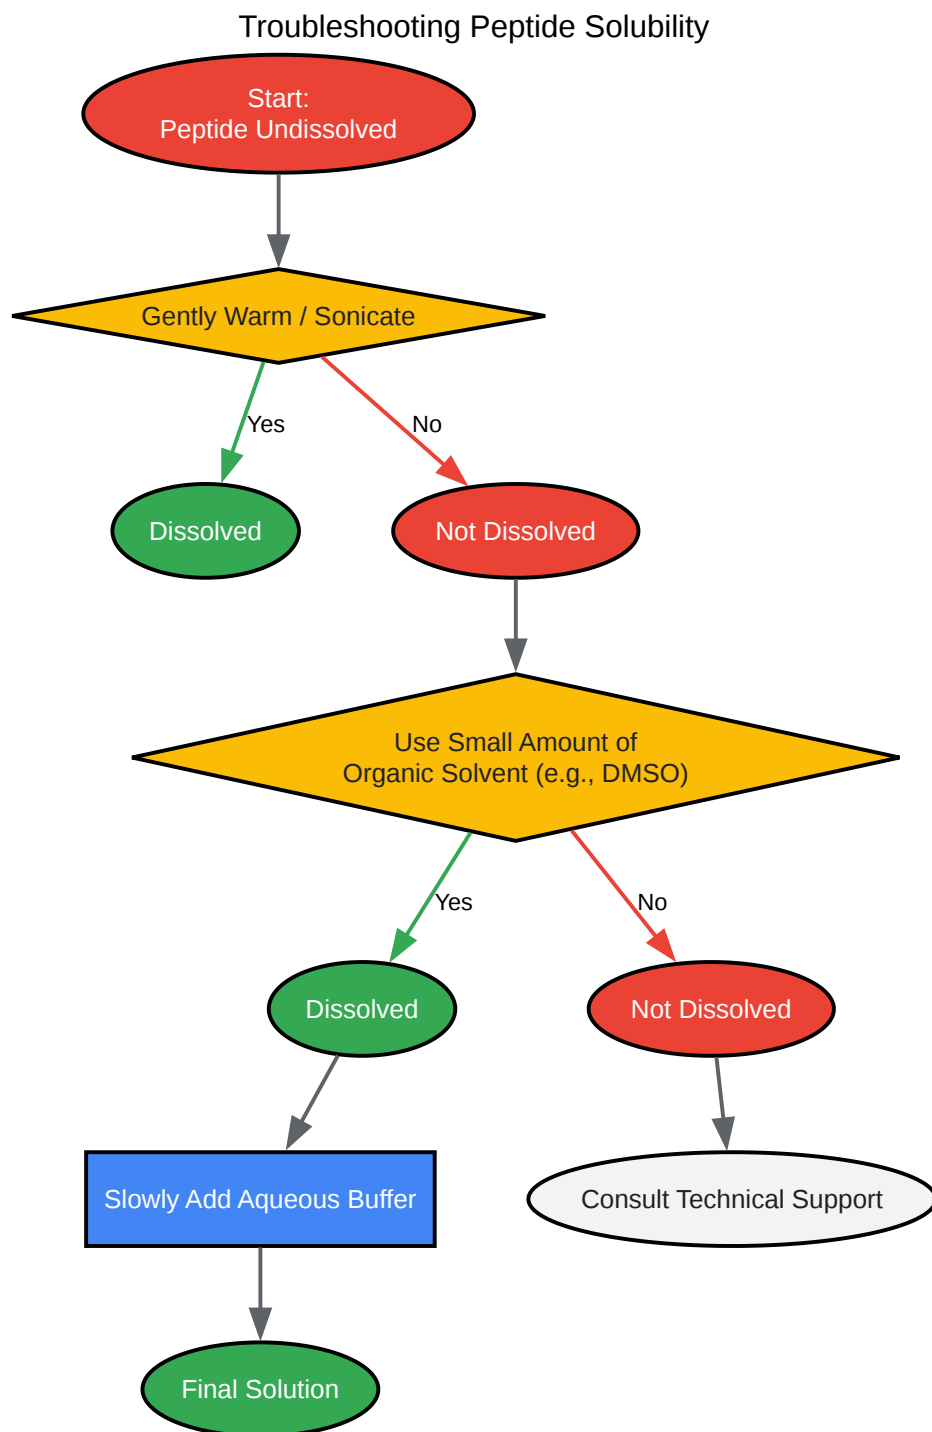 Troubleshooting Peptide Solubility
Start:
Peptide Undissolved
Gently Warm / Sonicate
Yes
No
Dissolved
Not Dissolved
Use Small Amount of
Organic Solvent (e.g., DMSO)
Yes
No
Dissolved
Not Dissolved
Slowly Add Aqueous Buffer
Consult Technical Support
Final Solution